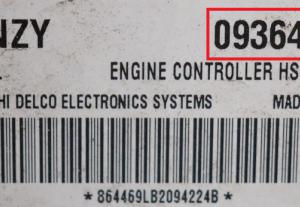 NZY 09364
ENGINE CONTROLLER HS
HI DELCO ELECTRONICS SYSTEMS MAD
*864469LB2094224B*